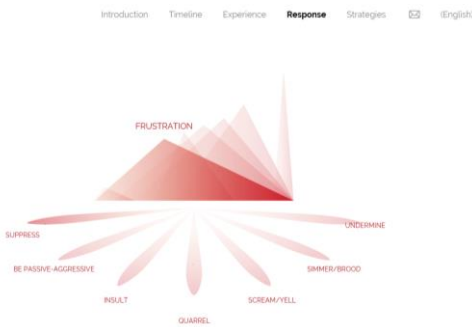 Introduction Timeline Experience Response Strategies (English)
FRUSTRATION
SUPPRESS
UNDERMINE
BE PASSIVE-AGGRESSIVE
SIMMER/BROOD
INSULT
SCREAM/YELL
QUARREL